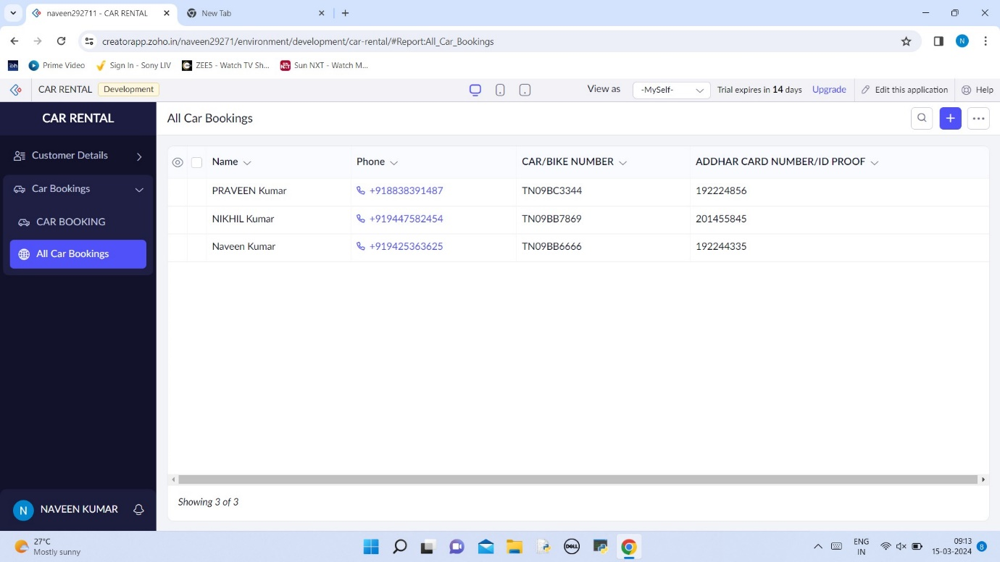 naveen292711 - CAR RENTAL
New Tab
creatorapp.zoho.in/naveen29271/environment/development/car-rental/#Report:All_Car_Bookings
N
Prime Video
Sign In - Sony LIV
ZEE5 - Watch TV Sh...
Sun NXT - Watch M...
CAR RENTAL
Development
View as
-MySelf-
Trial expires in 14 days
Upgrade
Edit this application
Help
CAR RENTAL
All Car Bookings
Customer Details
Car Bookings
CAR BOOKING
All Car Bookings
Name Phone CAR/BIKE NUMBER ADDHAR CARD NUMBER/ID PROOF
PRAVEEN Kumar +918838391487 TN09BC3344 192224856
NIKHIL Kumar +919447582454 TN09BB7869 201455845
Naveen Kumar +919425363625 TN09BB6666 192244335
Showing 3 of 3
N NAVEEN KUMAR
27°C
Mostly sunny
DELL
ENG
IN
09:13
15-03-2024
8